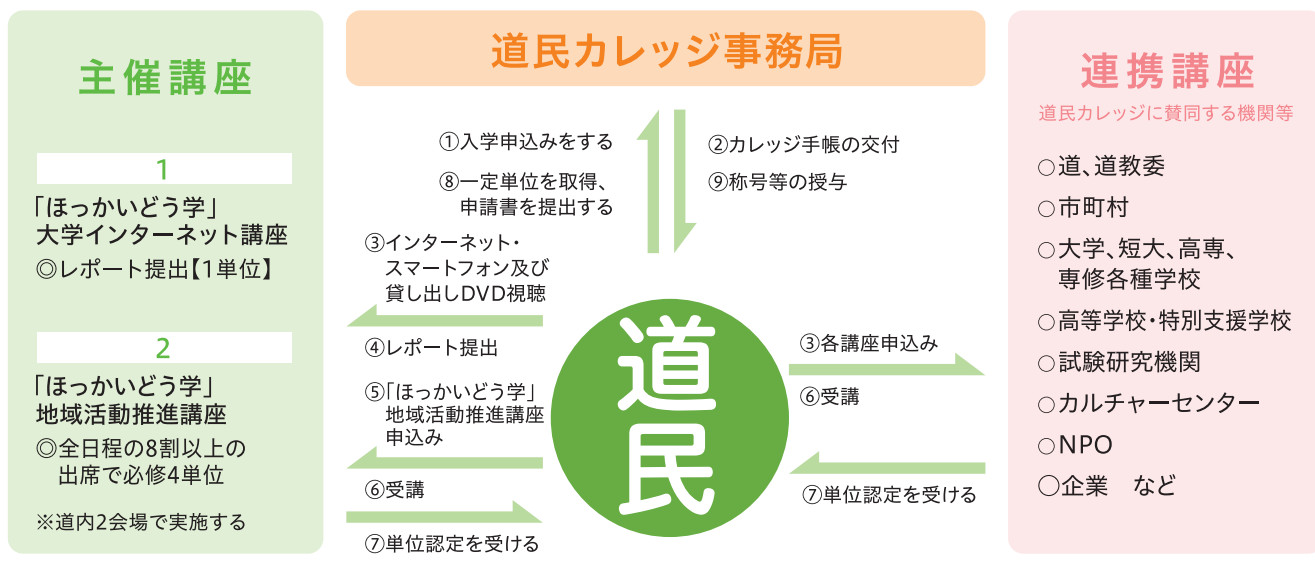 主催講座
1
「ほっかいどう学」
大学インターネット講座
◎レポート提出【1単位】
2
「ほっかいどう学」
地域活動推進講座
◎全日程の8割以上の
出席で必修4単位
※道内2会場で実施する
道民カレッジ事務局
①入学申込みをする
⑧一定単位を取得、
申請書を提出する
②カレッジ手帳の交付
⑨称号等の授与
③インターネット・
スマートフォン及び
貸し出しDVD視聴
④レポート提出
⑤「ほっかいどう学」
地域活動推進講座
申込み
⑥受講
⑦単位認定を受ける
道民
③各講座申込み
⑥受講
⑦単位認定を受ける
連携講座
道民カレッジに賛同する機関等
○道、道教委
○市町村
○大学、短大、高専、
専修各種学校
○高等学校・特別支援学校
○試験研究機関
○カルチャーセンター
○NPO
○企業　など